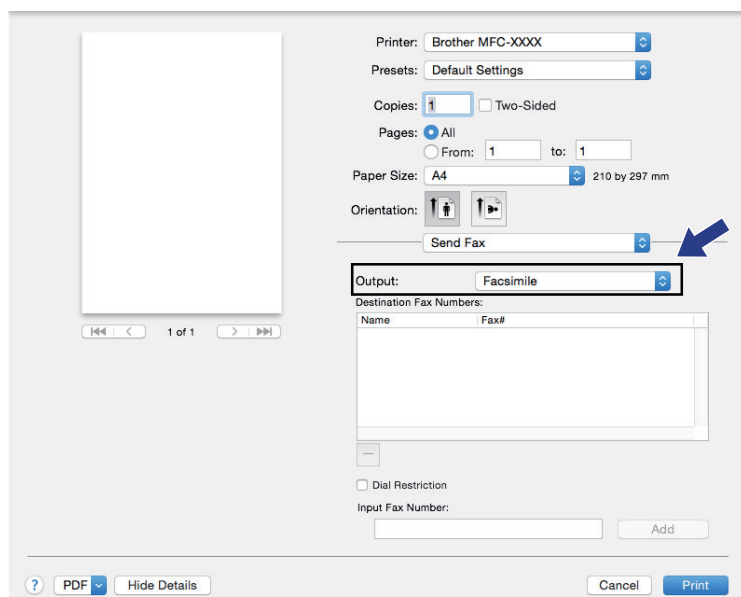 Printer: Brother MFC-XXXX
Presets: Default Settings
Copies: 1 Two-Sided
Pages: All
From: 1 to: 1
Paper Size: A4 210 by 297 mm
Orientation:
Send Fax
Output: Facsimile
Destination Fax Numbers:
Name Fax#
1 of 1
Dial Restriction
Input Fax Number:
Add
? PDF Hide Details Cancel Print